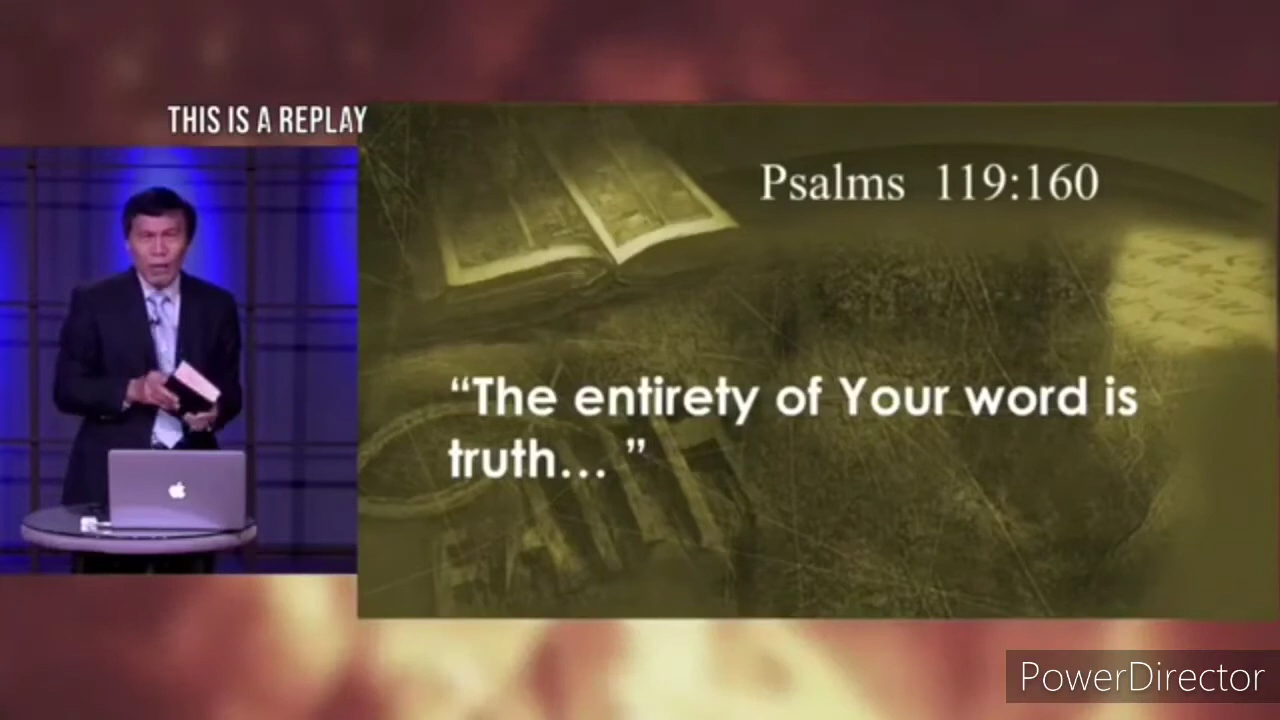 THIS IS A REPLAY
Psalms 119:160
“The entirety of Your word is
truth... ”
PowerDirector